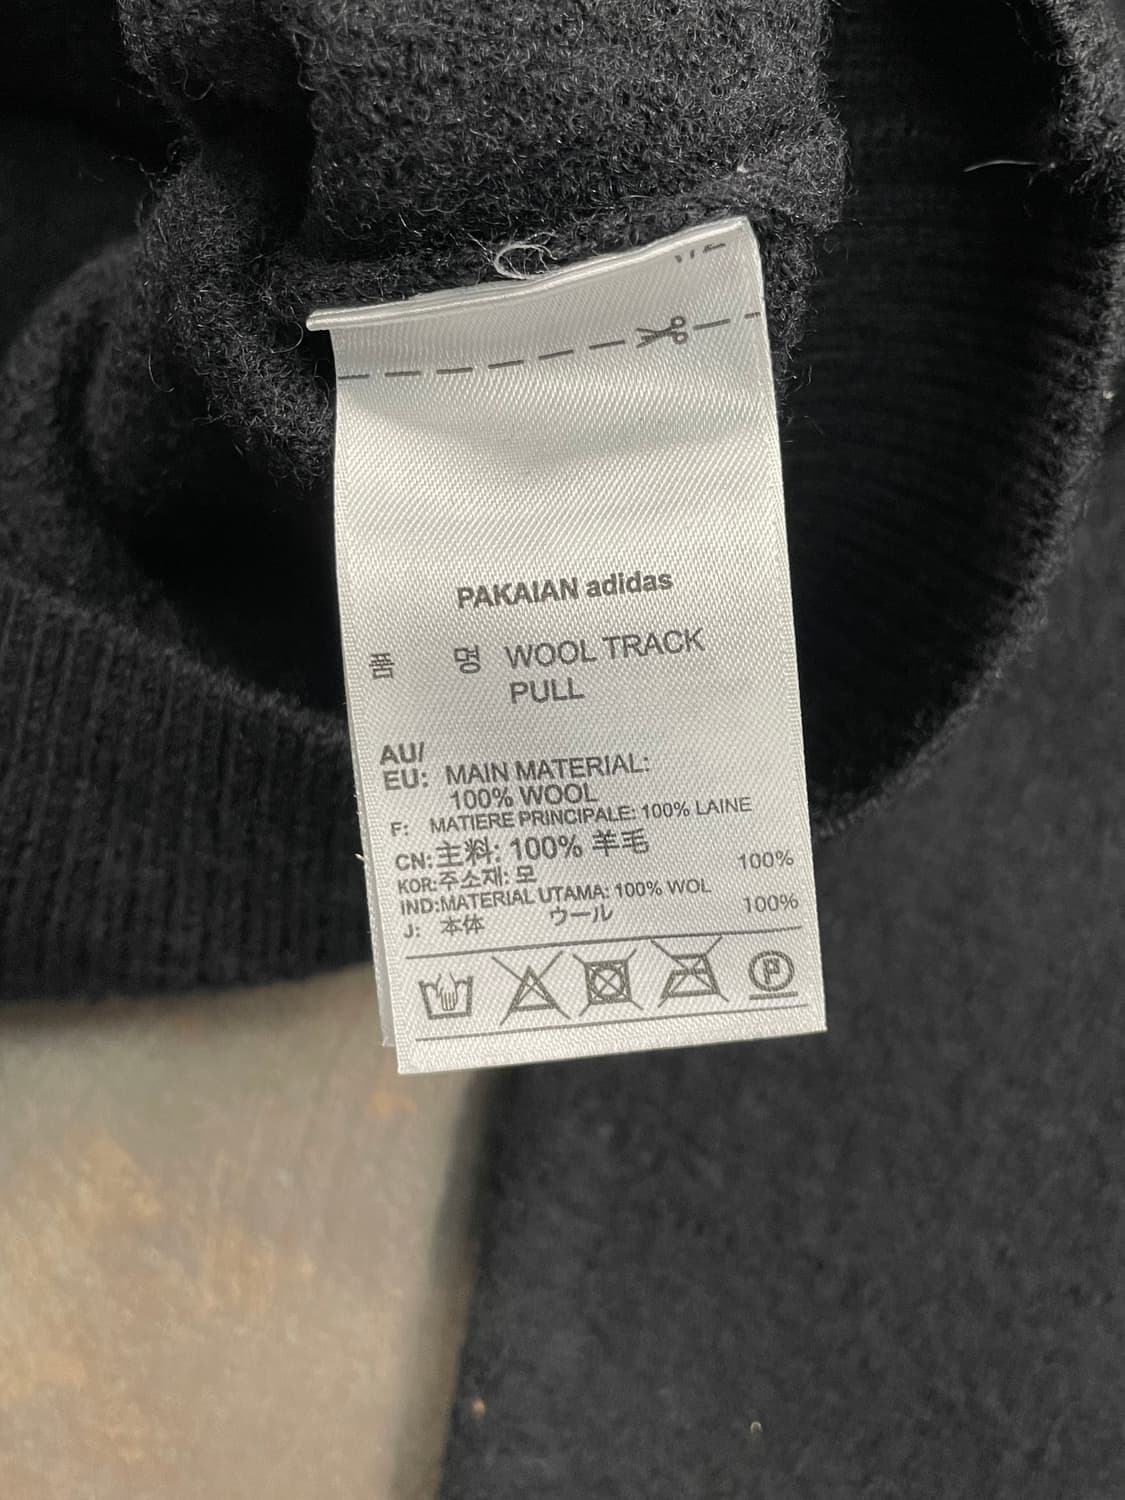 PAKAIAN adidas
품 명 WOOL TRACK
PULL
AU/
EU: MAIN MATERIAL:
100% WOOL
F: MATIERE PRINCIPALE: 100% LAINE
CN:主料: 100% 羊毛
KOR:주소재: 모 100%
IND:MATERIAL UTAMA: 100% WOL
J: 本体 ウール 100%
P